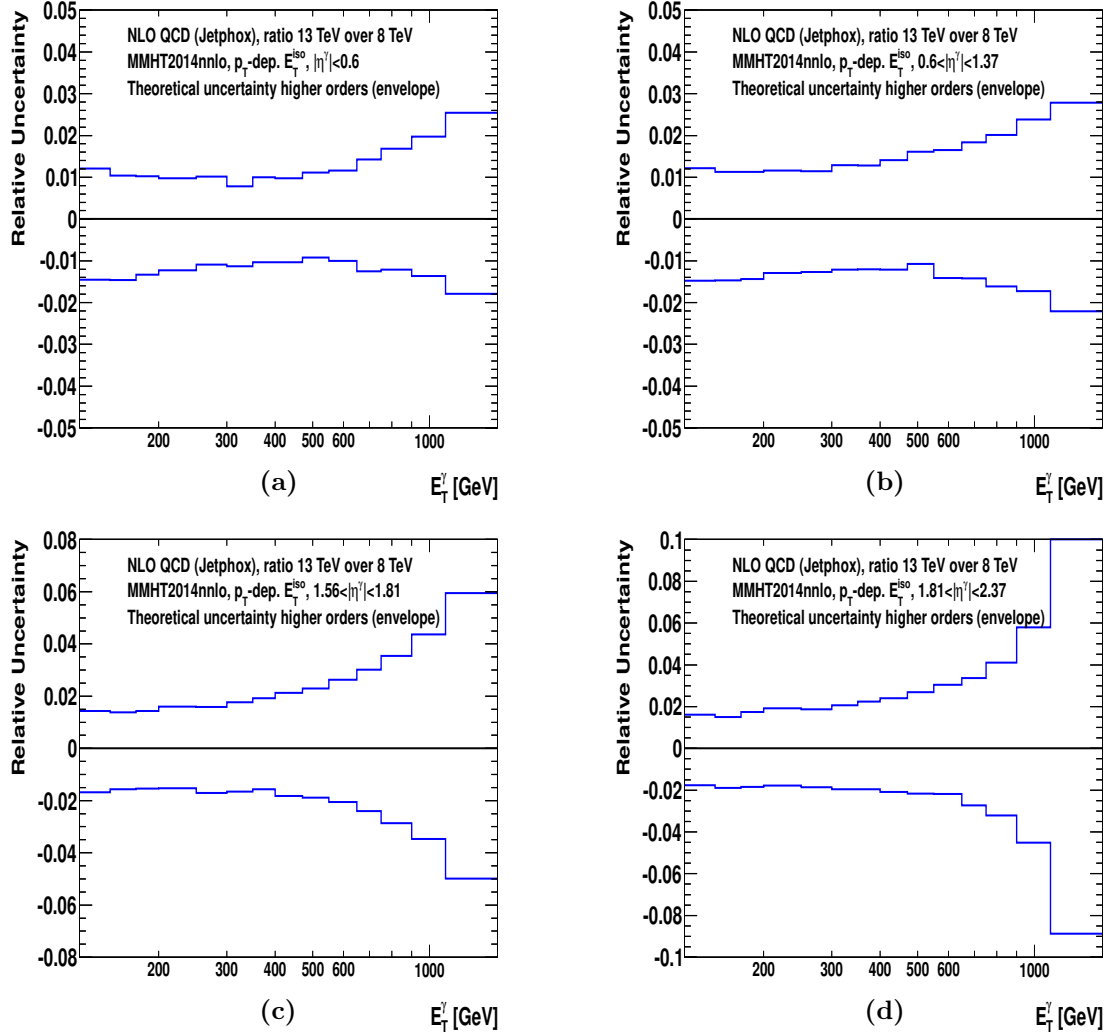 NLO QCD (Jetphox), ratio 13 TeV over 8 TeV
MMHT2014nnlo, p_T-dep. E_T^iso, |η^γ|<0.6
Theoretical uncertainty higher orders (envelope)
Relative Uncertainty
0.05
0.04
0.03
0.02
0.01
0
-0.01
-0.02
-0.03
-0.04
-0.05
200 300 400 500 600 1000
E_T^γ [GeV]
(a)
NLO QCD (Jetphox), ratio 13 TeV over 8 TeV
MMHT2014nnlo, p_T-dep. E_T^iso, 0.6<|η^γ|<1.37
Theoretical uncertainty higher orders (envelope)
Relative Uncertainty
0.05
0.04
0.03
0.02
0.01
0
-0.01
-0.02
-0.03
-0.04
-0.05
200 300 400 500 600 1000
E_T^γ [GeV]
(b)
NLO QCD (Jetphox), ratio 13 TeV over 8 TeV
MMHT2014nnlo, p_T-dep. E_T^iso, 1.56<|η^γ|<1.81
Theoretical uncertainty higher orders (envelope)
Relative Uncertainty
0.08
0.06
0.04
0.02
0
-0.02
-0.04
-0.06
-0.08
200 300 400 500 600 1000
E_T^γ [GeV]
(c)
NLO QCD (Jetphox), ratio 13 TeV over 8 TeV
MMHT2014nnlo, p_T-dep. E_T^iso, 1.81<|η^γ|<2.37
Theoretical uncertainty higher orders (envelope)
Relative Uncertainty
0.1
0.08
0.06
0.04
0.02
0
-0.02
-0.04
-0.06
-0.08
-0.1
200 300 400 500 600 1000
E_T^γ [GeV]
(d)